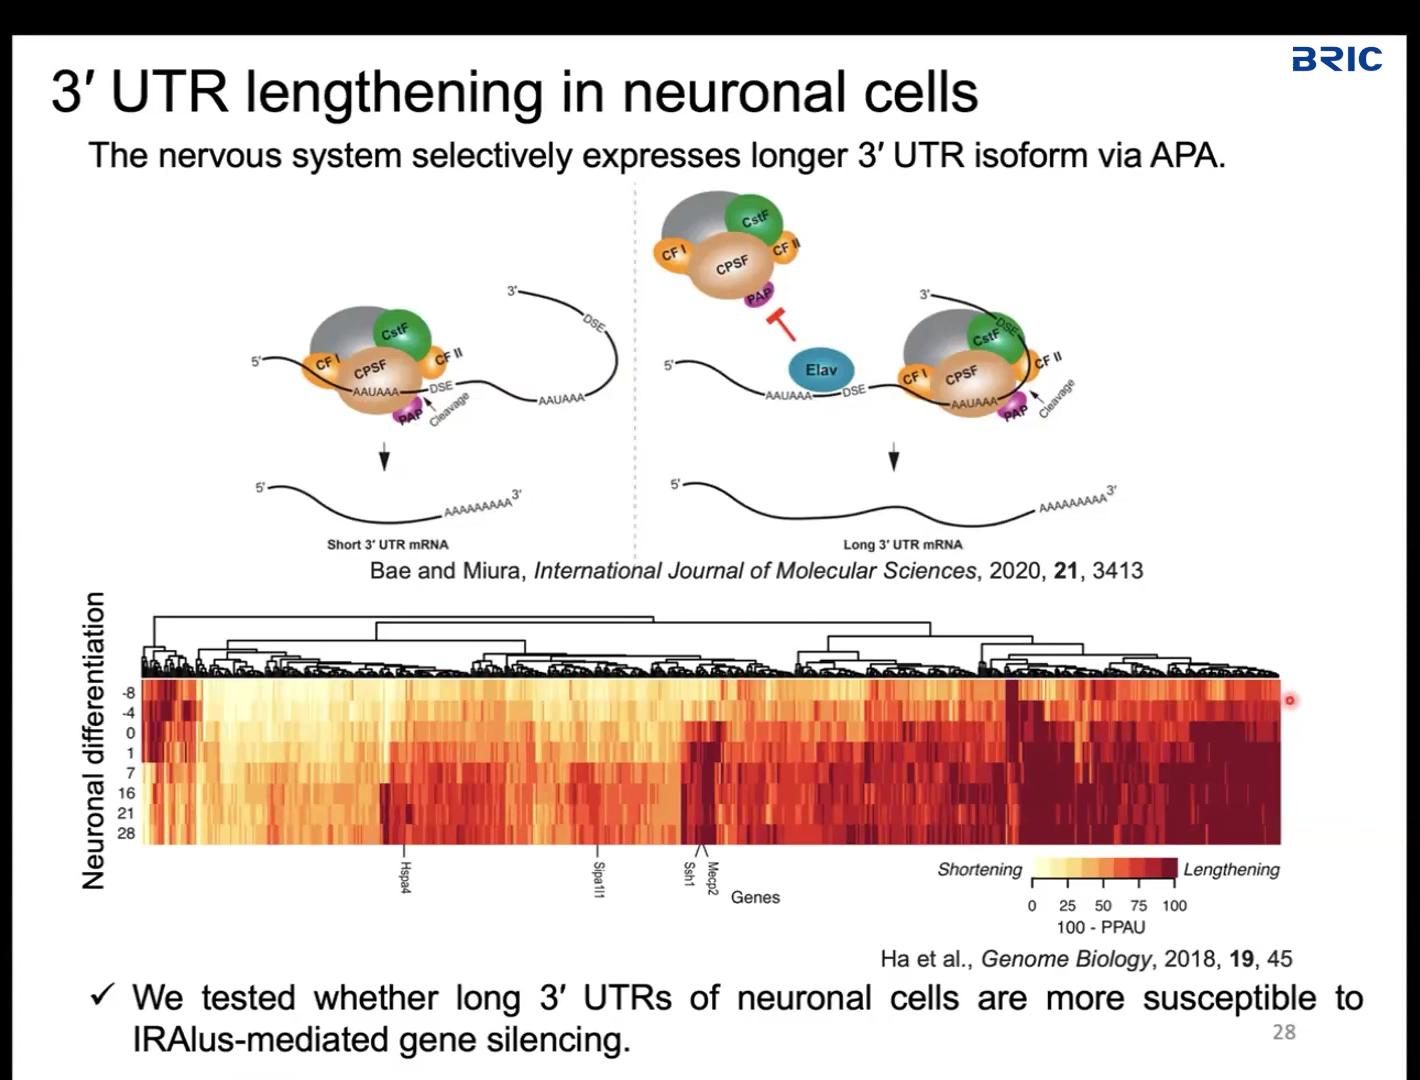 BRIC
3′ UTR lengthening in neuronal cells
The nervous system selectively expresses longer 3′ UTR isoform via APA.
CstF
CF I
CPSF
CF II
PAP
AAUAAA
DSE
Cleavage
5′
3′
DSE
AAUAAA
5′
AAAAAAAAA
3′
Short 3′ UTR mRNA
CstF
CF I
CPSF
CF II
PAP
Elav
5′
AAUAAA
DSE
3′
DSE
CstF
CF I
CPSF
CF II
AAUAAA
PAP
Cleavage
5′
AAAAAAAAA
3′
Long 3′ UTR mRNA
Bae and Miura, International Journal of Molecular Sciences, 2020, 21, 3413
Neuronal differentiation
-8
-4
0
1
7
16
21
28
Hspa4
Sipa1l1
Ssh1
Mecp2
Genes
Shortening
Lengthening
0 25 50 75 100
100 - PPAU
Ha et al., Genome Biology, 2018, 19, 45
✓ We tested whether long 3′ UTRs of neuronal cells are more susceptible to
IRAlus-mediated gene silencing.
28